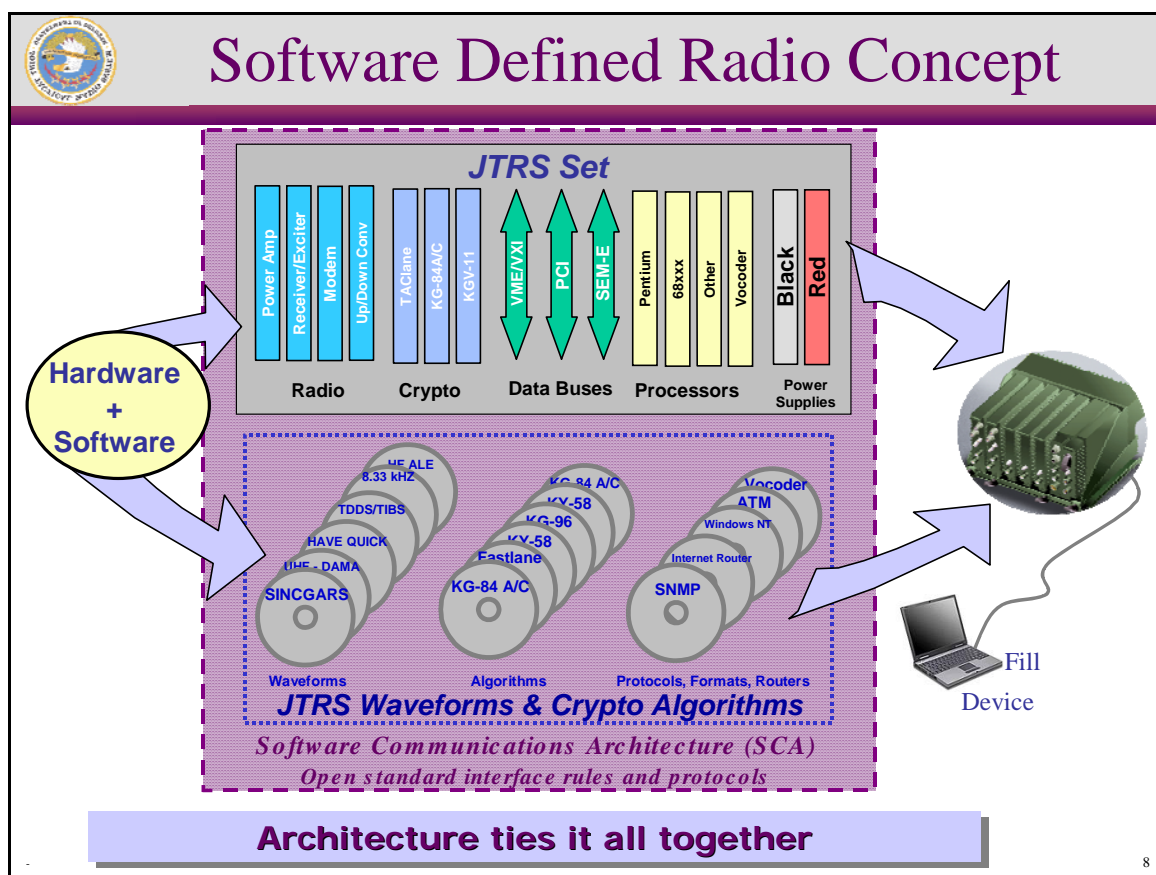 Software Defined Radio Concept
JTRS Set
Power Amp
Receiver/Exciter
Modem
Up/Down Conv
Radio
TAClane
KG-84A/C
KGV-11
Crypto
VME/VXI
PCI
SEM-E
Data Buses
Pentium
68xxx
Other
Vocoder
Processors
Black
Red
Power
Supplies
Hardware
+
Software
HF ALE
8.33 kHZ
TDDS/TIBS
HAVE QUICK
UHF - DAMA
SINCGARS
Waveforms
KG-84 A/C
KY-58
KG-96
KY-58
Fastlane
KG-84 A/C
Algorithms
Vocoder
ATM
Windows NT
Internet Router
SNMP
Protocols, Formats, Routers
JTRS Waveforms & Crypto Algorithms
Software Communications Architecture (SCA)
Open standard interface rules and protocols
Fill
Device
Architecture ties it all together
-
8